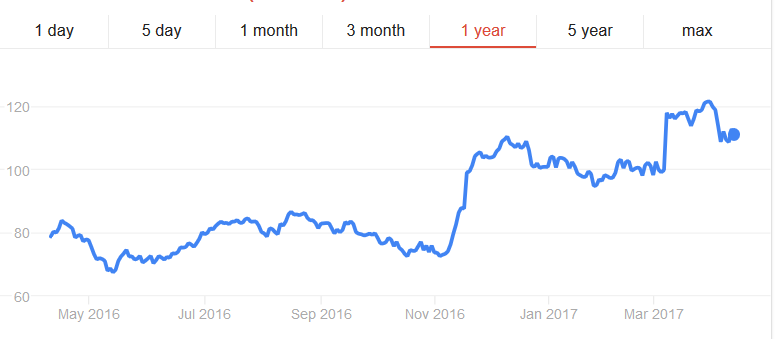 1 day 5 day 1 month 3 month 1 year 5 year max
120
100
80
60
May 2016 Jul 2016 Sep 2016 Nov 2016 Jan 2017 Mar 2017